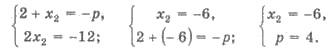 {2 + x₂ = -p, {x₂ = -6, {x₂ = -6,
{2x₂ = -12; {2 + (-6) = -p; {p = 4.